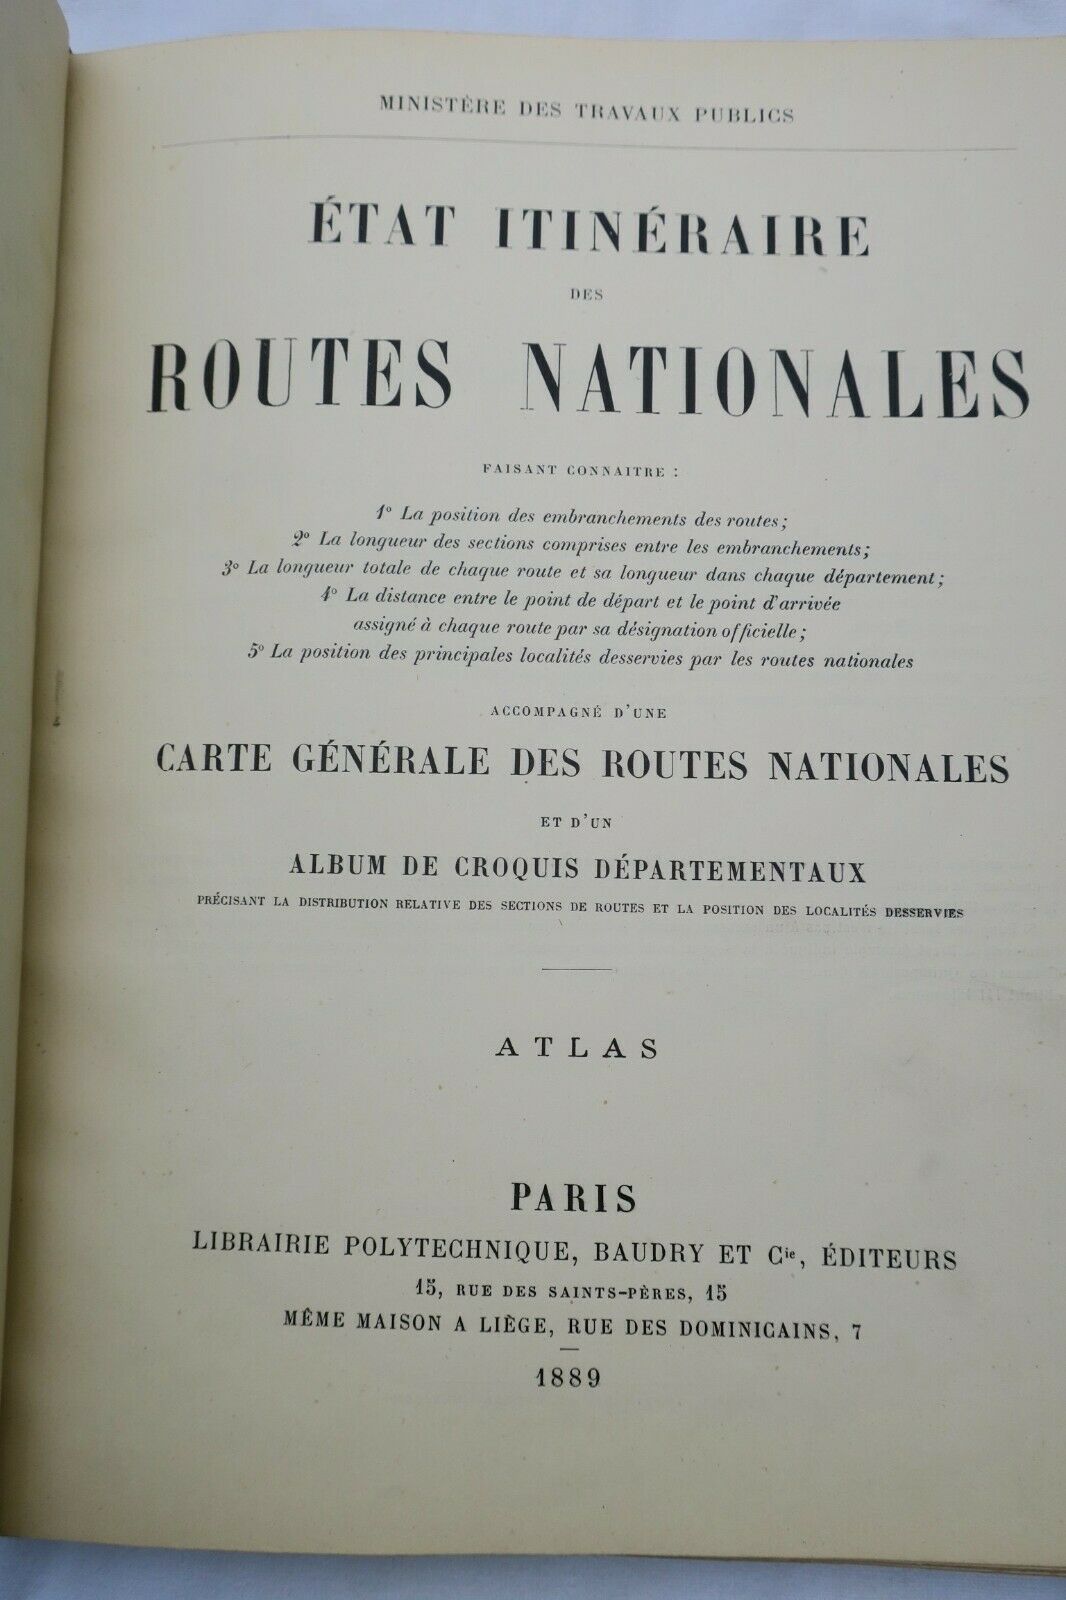 MINISTÈRE DES TRAVAUX PUBLICS
ÉTAT ITINÉRAIRE
DES
ROUTES NATIONALES
FAISANT CONNAITRE :
1° La position des embranchements des routes;
2° La longueur des sections comprises entre les embranchements;
3° La longueur totale de chaque route et sa longueur dans chaque département;
4° La distance entre le point de départ et le point d'arrivée
assigné à chaque route par sa désignation officielle;
5° La position des principales localités desservies par les routes nationales
ACCOMPAGNÉ D'UNE
CARTE GÉNÉRALE DES ROUTES NATIONALES
ET D'UN
ALBUM DE CROQUIS DÉPARTEMENTAUX
PRÉCISANT LA DISTRIBUTION RELATIVE DES SECTIONS DE ROUTES ET LA POSITION DES LOCALITÉS DESSERVIES
ATLAS
PARIS
LIBRAIRIE POLYTECHNIQUE, BAUDRY ET Cie, ÉDITEURS
15, RUE DES SAINTS-PÈRES, 15
MÊME MAISON A LIÈGE, RUE DES DOMINICAINS, 7
1889